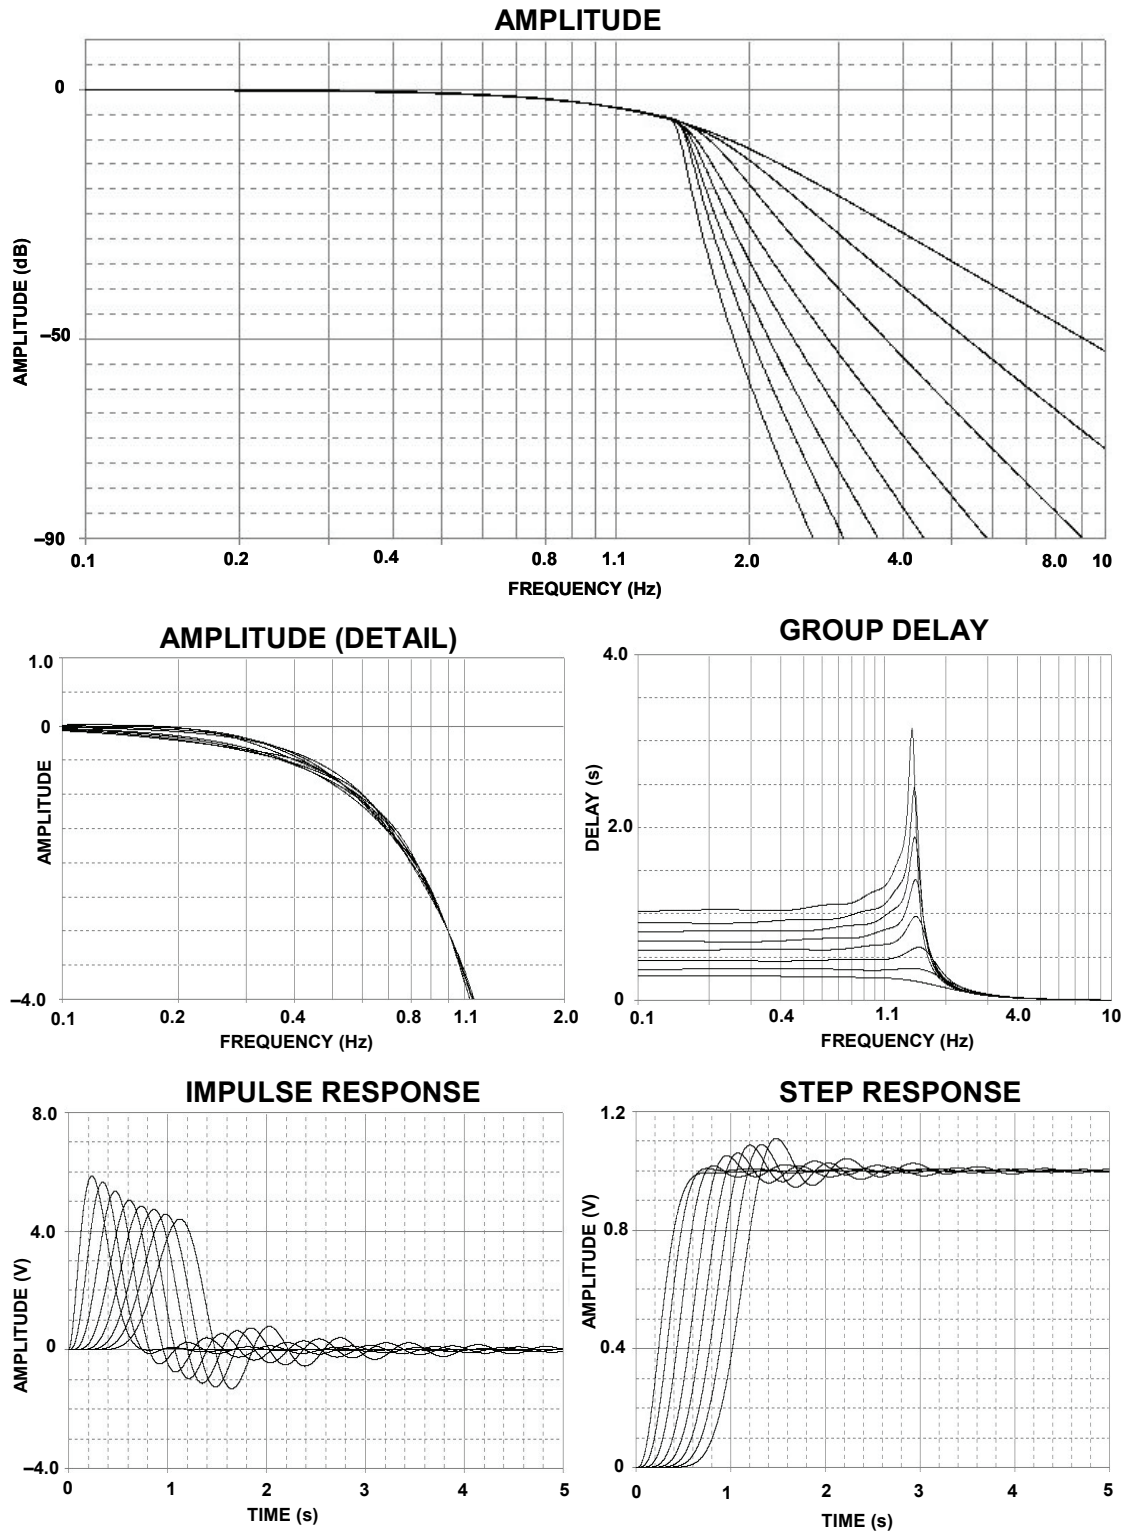 AMPLITUDE
0
–50
–90
AMPLITUDE (dB)
0.1 0.2 0.4 0.8 1.1 2.0 4.0 8.0 10
FREQUENCY (Hz)
AMPLITUDE (DETAIL)
1.0
0
–4.0
AMPLITUDE
0.1 0.2 0.4 0.8 1.1 2.0
FREQUENCY (Hz)
GROUP DELAY
4.0
2.0
0
DELAY (s)
0.1 0.4 1.1 4.0 10
FREQUENCY (Hz)
IMPULSE RESPONSE
8.0
4.0
0
–4.0
AMPLITUDE (V)
0 1 2 3 4 5
TIME (s)
STEP RESPONSE
1.2
0.8
0.4
0
AMPLITUDE (V)
0 1 2 3 4 5
TIME (s)